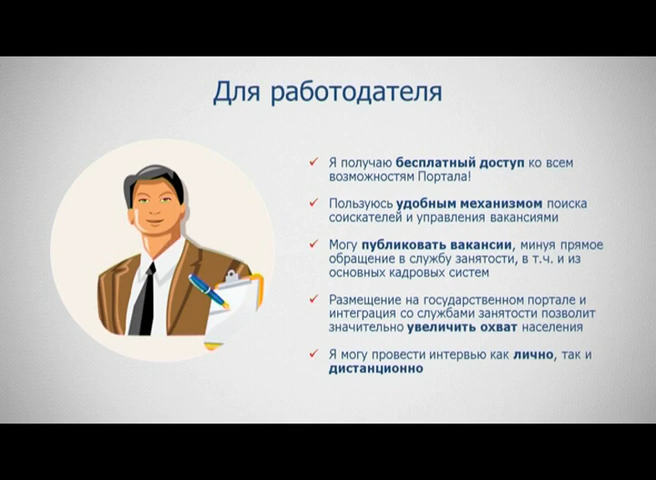 Для работодателя
Я получаю бесплатный доступ ко всем
возможностям Портала!
Пользуюсь удобным механизмом поиска
соискателей и управления вакансиями
Могу публиковать вакансии, минуя прямое
обращение в службу занятости, в т.ч. и из
основных кадровых систем
Размещение на государственном портале и
интеграция со службами занятости позволит
значительно увеличить охват населения
Я могу провести интервью как лично, так и
дистанционно